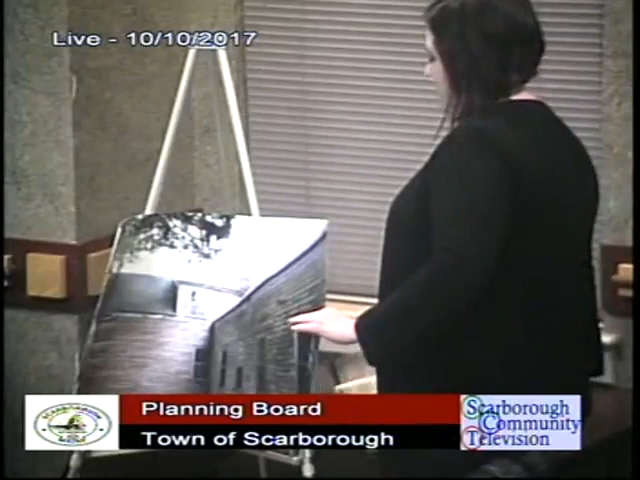 Live - 10/10/2017
Planning Board
Town of Scarborough
Scarborough
Community
Television